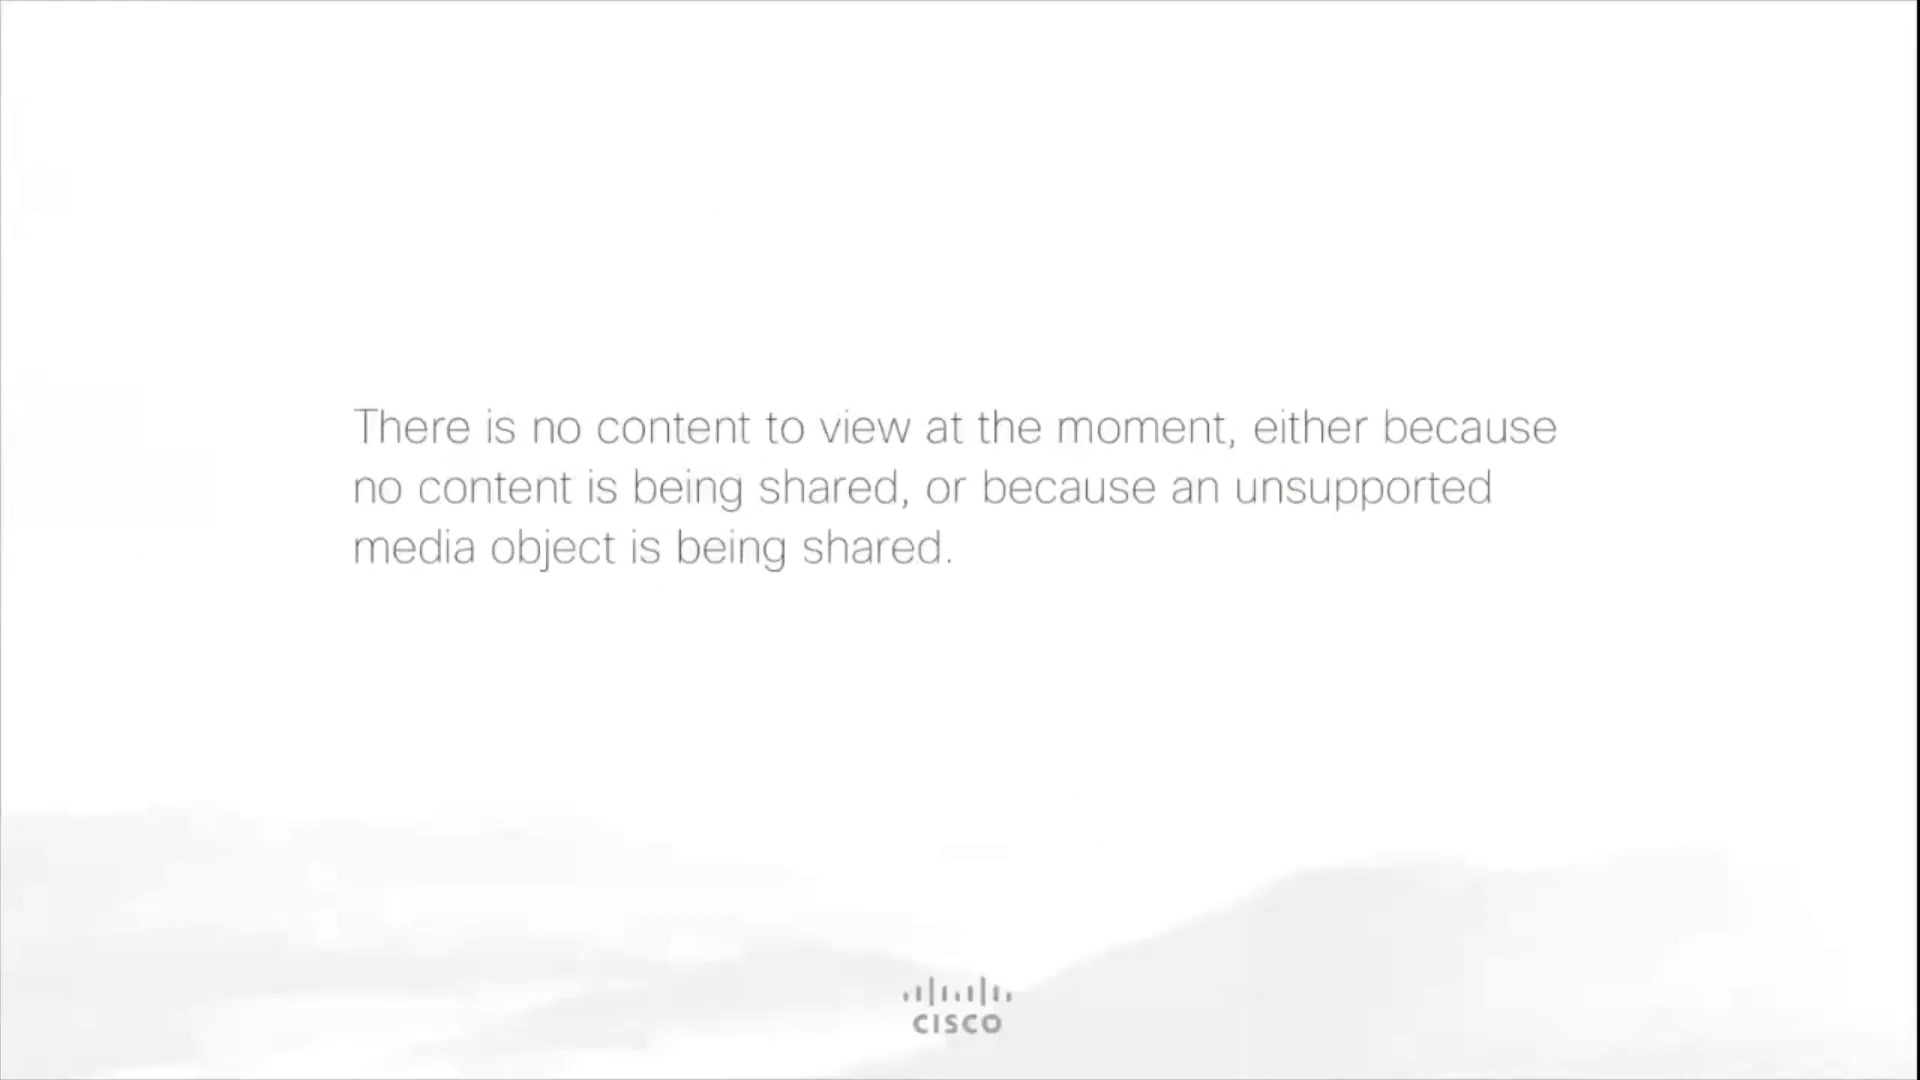 There is no content to view at the moment, either because
no content is being shared, or because an unsupported
media object is being shared.
CISCO